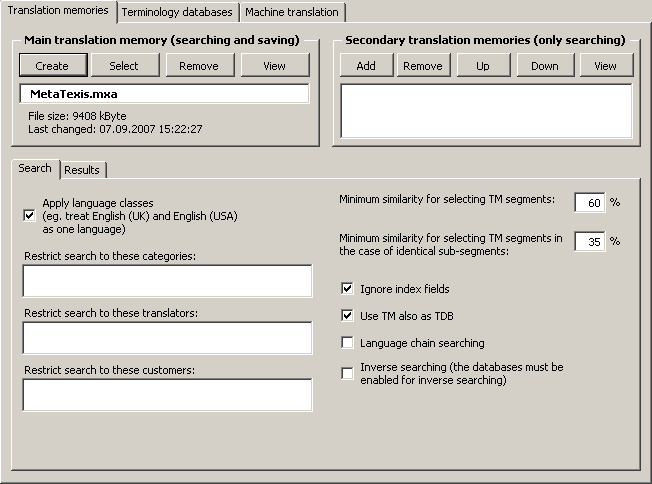 Translation memories
Terminology databases
Machine translation
Main translation memory (searching and saving)
Create
Select
Remove
View
MetaTexis.mxa
File size: 9408 kByte
Last changed: 07.09.2007 15:22:27
Secondary translation memories (only searching)
Add
Remove
Up
Down
View
Search
Results
Apply language classes
(eg. treat English (UK) and English (USA)
as one language)
Restrict search to these categories:
Restrict search to these translators:
Restrict search to these customers:
Minimum similarity for selecting TM segments:
60 %
Minimum similarity for selecting TM segments in
the case of identical sub-segments:
35 %
Ignore index fields
Use TM also as TDB
Language chain searching
Inverse searching (the databases must be
enabled for inverse searching)